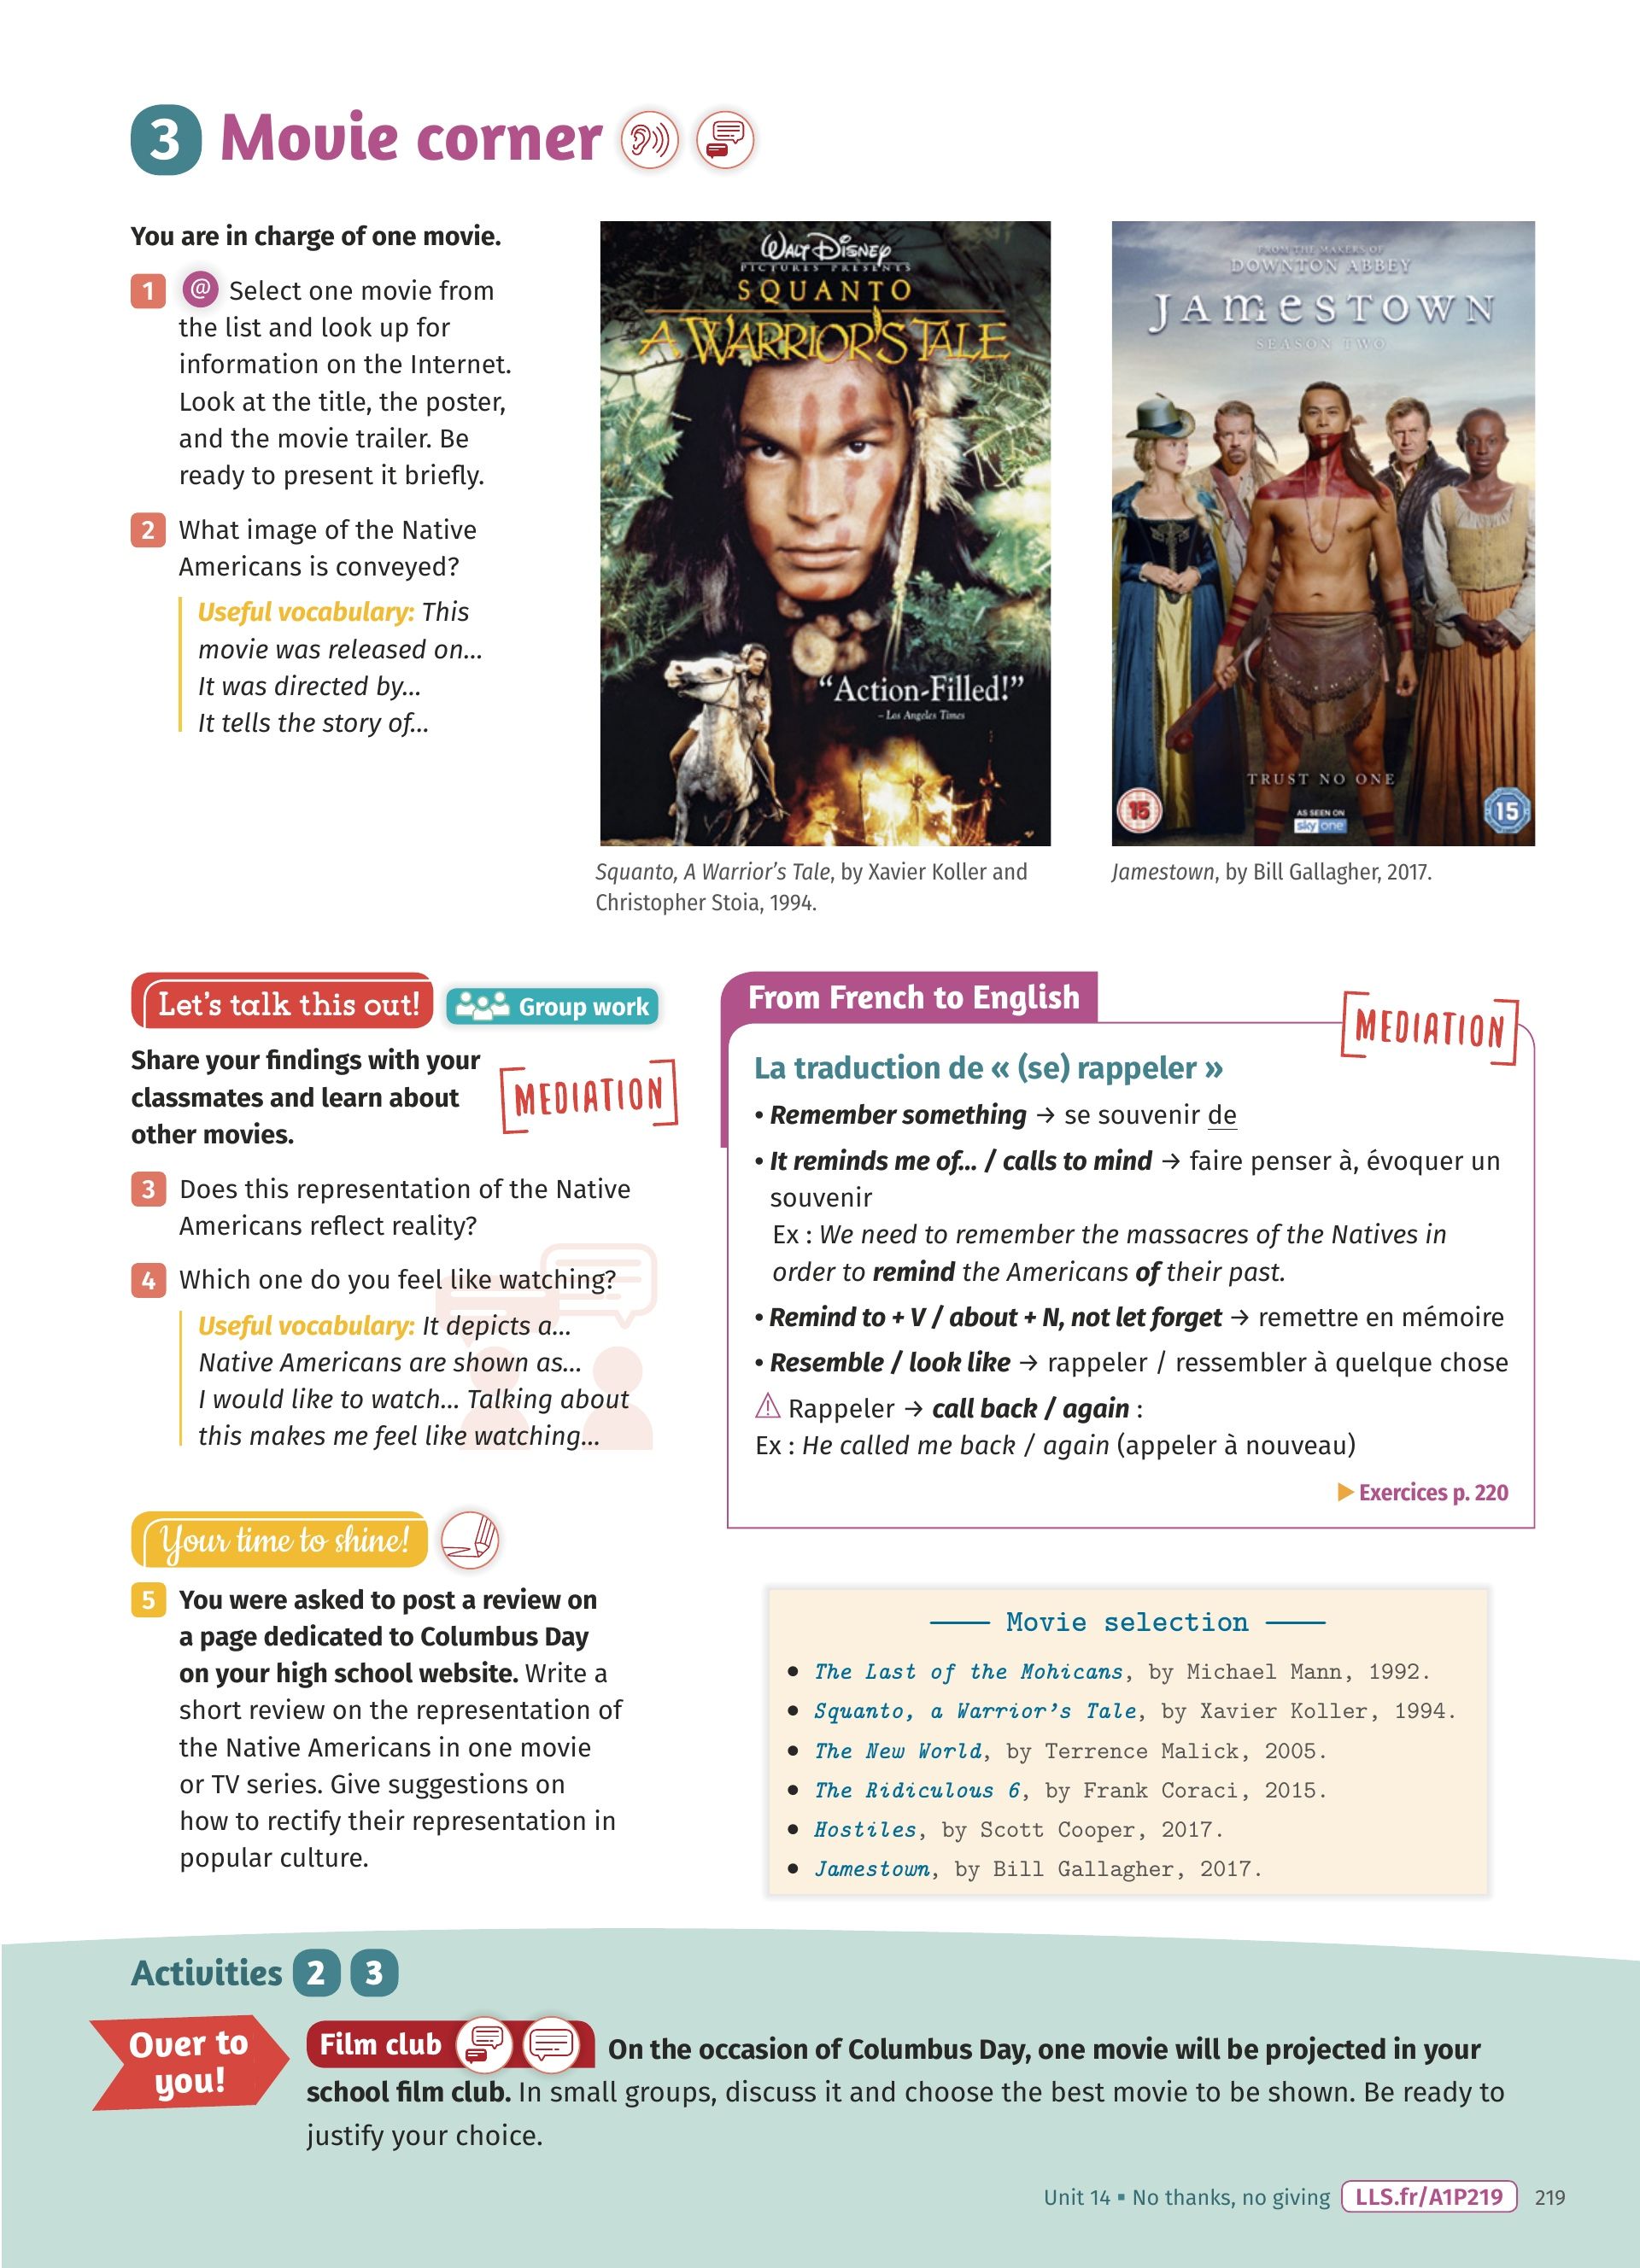 3 Movie corner
You are in charge of one movie.
1 @ Select one movie from
the list and look up for
information on the Internet.
Look at the title, the poster,
and the movie trailer. Be
ready to present it briefly.
2 What image of the Native
Americans is conveyed?
Useful vocabulary: This
movie was released on...
It was directed by...
It tells the story of...
WALT DISNEY
PICTURES PRESENTS
SQUANTO
A WARRIOR'S TALE
“Action-Filled!”
– Los Angeles Times
Squanto, A Warrior’s Tale, by Xavier Koller and
Christopher Stoia, 1994.
FROM THE MAKERS OF
DOWNTON ABBEY
JAMESTOWN
SEASON TWO
TRUST NO ONE
15
AS SEEN ON
sky one
15
Jamestown, by Bill Gallagher, 2017.
Let’s talk this out! Group work
Share your findings with your
classmates and learn about
other movies.
MEDIATION
3 Does this representation of the Native
Americans reflect reality?
4 Which one do you feel like watching?
Useful vocabulary: It depicts a...
Native Americans are shown as...
I would like to watch... Talking about
this makes me feel like watching...
From French to English
MEDIATION
La traduction de « (se) rappeler »
• Remember something → se souvenir de
• It reminds me of... / calls to mind → faire penser à, évoquer un
souvenir
Ex : We need to remember the massacres of the Natives in
order to remind the Americans of their past.
• Remind to + V / about + N, not let forget → remettre en mémoire
• Resemble / look like → rappeler / ressembler à quelque chose
⚠ Rappeler → call back / again :
Ex : He called me back / again (appeler à nouveau)
▶ Exercices p. 220
Your time to shine!
5 You were asked to post a review on
a page dedicated to Columbus Day
on your high school website. Write a
short review on the representation of
the Native Americans in one movie
or TV series. Give suggestions on
how to rectify their representation in
popular culture.
Movie selection
• The Last of the Mohicans, by Michael Mann, 1992.
• Squanto, a Warrior’s Tale, by Xavier Koller, 1994.
• The New World, by Terrence Malick, 2005.
• The Ridiculous 6, by Frank Coraci, 2015.
• Hostiles, by Scott Cooper, 2017.
• Jamestown, by Bill Gallagher, 2017.
Activities 2 3
Over to
you!
Film club On the occasion of Columbus Day, one movie will be projected in your
school film club. In small groups, discuss it and choose the best movie to be shown. Be ready to
justify your choice.
Unit 14 ▪ No thanks, no giving LLS.fr/A1P219 219